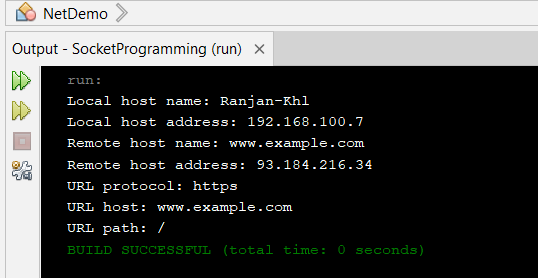 NetDemo
Output - SocketProgramming (run)
run:
Local host name: Ranjan-Khl
Local host address: 192.168.100.7
Remote host name: www.example.com
Remote host address: 93.184.216.34
URL protocol: https
URL host: www.example.com
URL path: /
BUILD SUCCESSFUL (total time: 0 seconds)